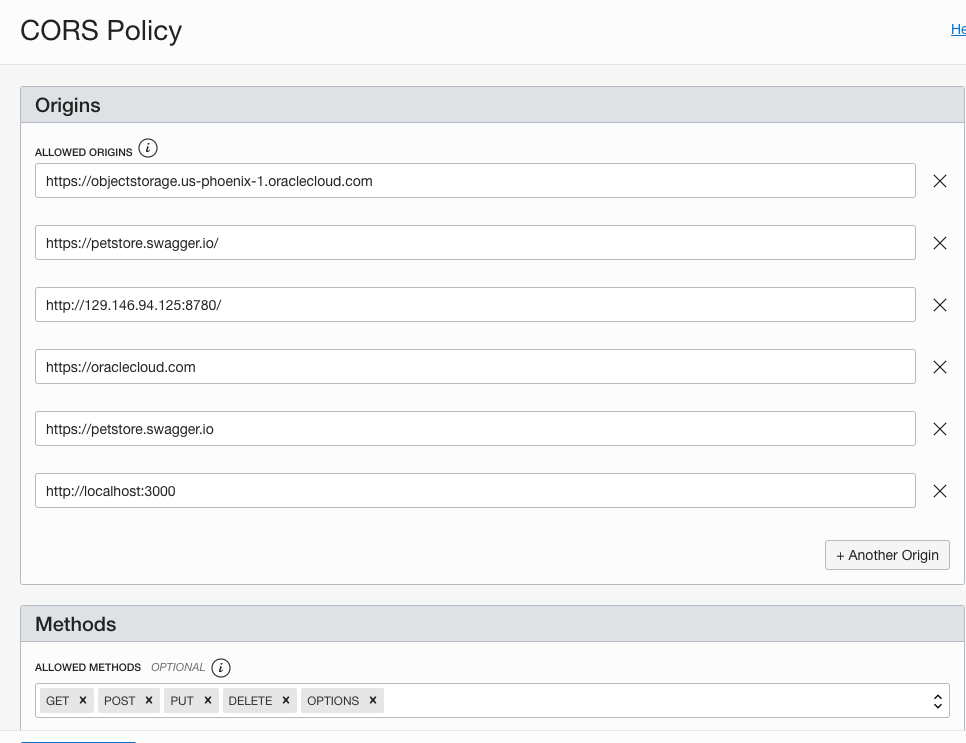 CORS Policy
He
Origins
ALLOWED ORIGINS i
https://objectstorage.us-phoenix-1.oraclecloud.com
https://petstore.swagger.io/
http://129.146.94.125:8780/
https://oraclecloud.com
https://petstore.swagger.io
http://localhost:3000
+ Another Origin
Methods
ALLOWED METHODS OPTIONAL i
GET × POST × PUT × DELETE × OPTIONS ×